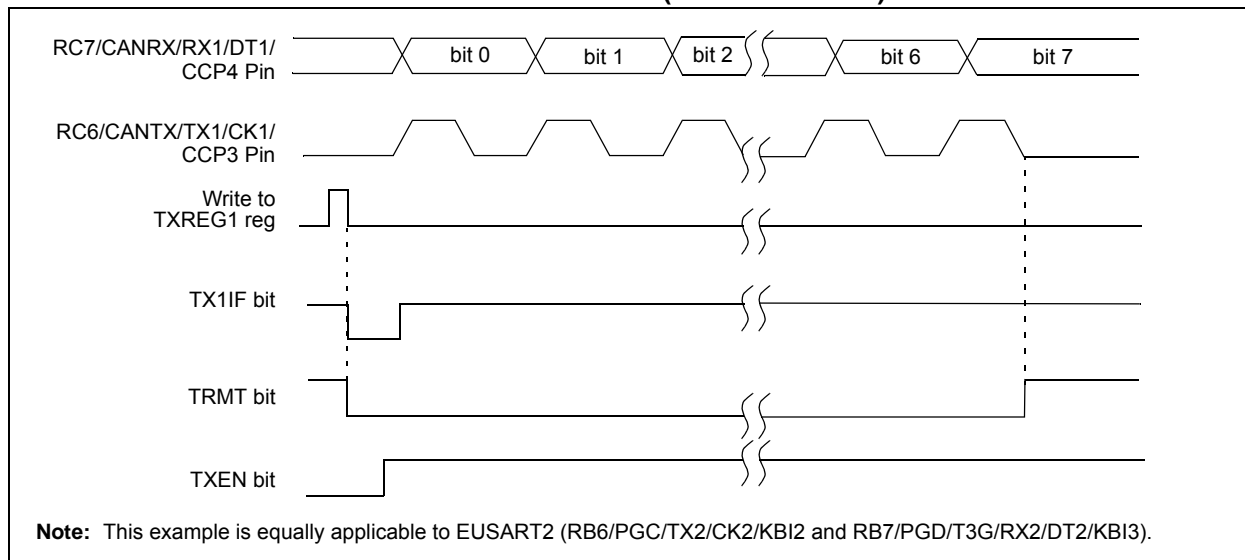 RC7/CANRX/RX1/DT1/
CCP4 Pin
bit 0
bit 1
bit 2
bit 6
bit 7
RC6/CANTX/TX1/CK1/
CCP3 Pin
Write to
TXREG1 reg
TX1IF bit
TRMT bit
TXEN bit
Note: This example is equally applicable to EUSART2 (RB6/PGC/TX2/CK2/KBI2 and RB7/PGD/T3G/RX2/DT2/KBI3).